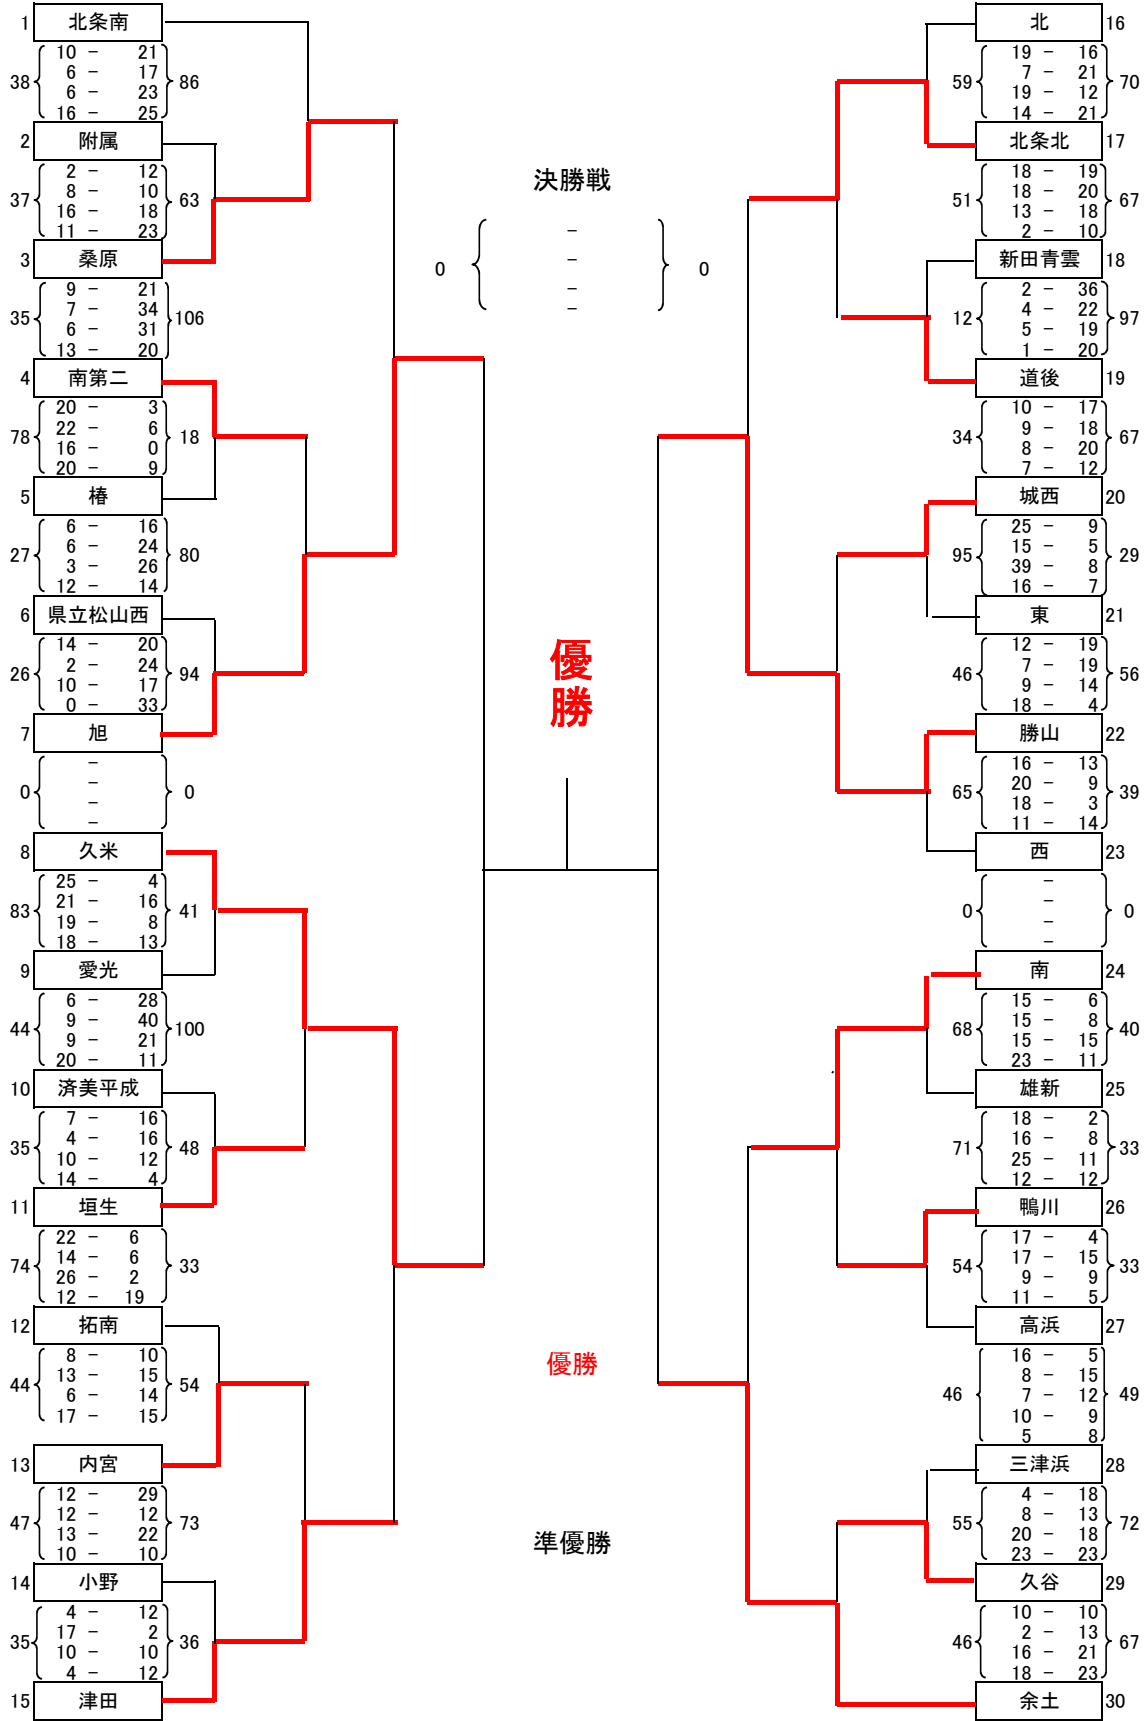 1 北条南
38 10 − 21 86
6 − 17
6 − 23
16 − 25
2 附属
37 2 − 12 63
8 − 10
16 − 18
11 − 23
3 桑原
35 9 − 21 106
7 − 34
6 − 31
13 − 20
4 南第二
78 20 − 3 18
22 − 6
16 − 0
20 − 9
5 椿
27 6 − 16 80
6 − 24
3 − 26
12 − 14
6 県立松山西
26 14 − 20 94
2 − 24
10 − 17
0 − 33
7 旭
0 − 0
−
−
−
8 久米
83 25 − 4 41
21 − 16
19 − 8
18 − 13
9 愛光
44 6 − 28 100
9 − 40
9 − 21
20 − 11
10 済美平成
35 7 − 16 48
4 − 16
10 − 12
14 − 4
11 垣生
74 22 − 6 33
14 − 6
26 − 2
12 − 19
12 拓南
44 8 − 10 54
13 − 15
6 − 14
17 − 15
13 内宮
47 12 − 29 73
12 − 12
13 − 22
10 − 10
14 小野
35 4 − 12 36
17 − 2
10 − 10
4 − 12
15 津田
決勝戦
0 − 0
−
−
−
優勝
優勝
準優勝
北 16
59 19 − 16 70
7 − 21
19 − 12
14 − 21
北条北 17
51 18 − 19 67
18 − 20
13 − 18
2 − 10
新田青雲 18
12 2 − 36 97
4 − 22
5 − 19
1 − 20
道後 19
34 10 − 17 67
9 − 18
8 − 20
7 − 12
城西 20
95 25 − 9 29
15 − 5
39 − 8
16 − 7
東 21
46 12 − 19 56
7 − 19
9 − 14
18 − 4
勝山 22
65 16 − 13 39
20 − 9
18 − 3
11 − 14
西 23
0 − 0
−
−
−
南 24
68 15 − 6 40
15 − 8
15 − 15
23 − 11
雄新 25
71 18 − 2 33
16 − 8
25 − 11
12 − 12
鴨川 26
54 17 − 4 33
17 − 15
9 − 9
11 − 5
高浜 27
46 16 − 5 49
8 − 15
7 − 12
10 − 9
5 8
三津浜 28
55 4 − 18 72
8 − 13
20 − 18
23 − 23
久谷 29
46 10 − 10 67
2 − 13
16 − 21
18 − 23
余土 30